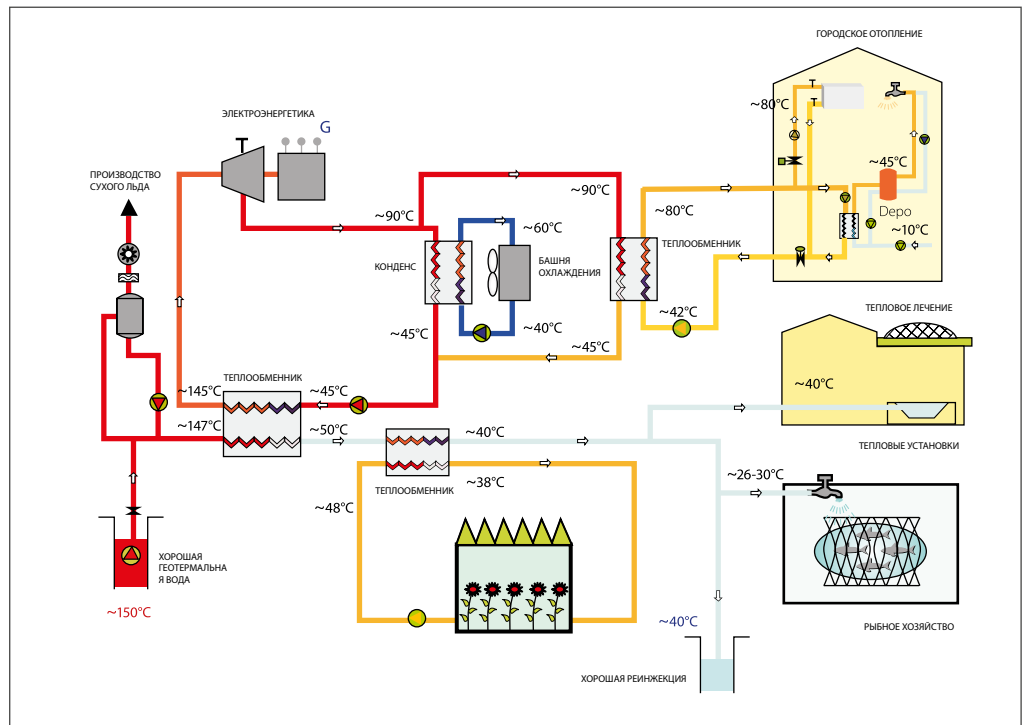 ГОРОДСКОЕ ОТОПЛЕНИЕ
~80°C
~45°C
Depo
~10°C
ЭЛЕКТРОЭНЕРГЕТИКА
G
ПРОИЗВОДСТВО
СУХОГО ЛЬДА
~90°C
~90°C
~60°C
~80°C
КОНДЕНС
БАШНЯ
ОХЛАЖДЕНИЯ
ТЕПЛООБМЕННИК
~45°C
~40°C
~45°C
~42°C
ТЕПЛОВОЕ ЛЕЧЕНИЕ
~40°C
ТЕПЛОВЫЕ УСТАНОВКИ
ТЕПЛООБМЕННИК
~145°C
~45°C
~147°C
~50°C
~40°C
ТЕПЛООБМЕННИК
~38°C
~48°C
~26-30°C
РЫБНОЕ ХОЗЯЙСТВО
ХОРОШАЯ
ГЕОТЕРМАЛЬНА
Я ВОДА
~150°C
~40°C
ХОРОШАЯ РЕИНЖЕКЦИЯ